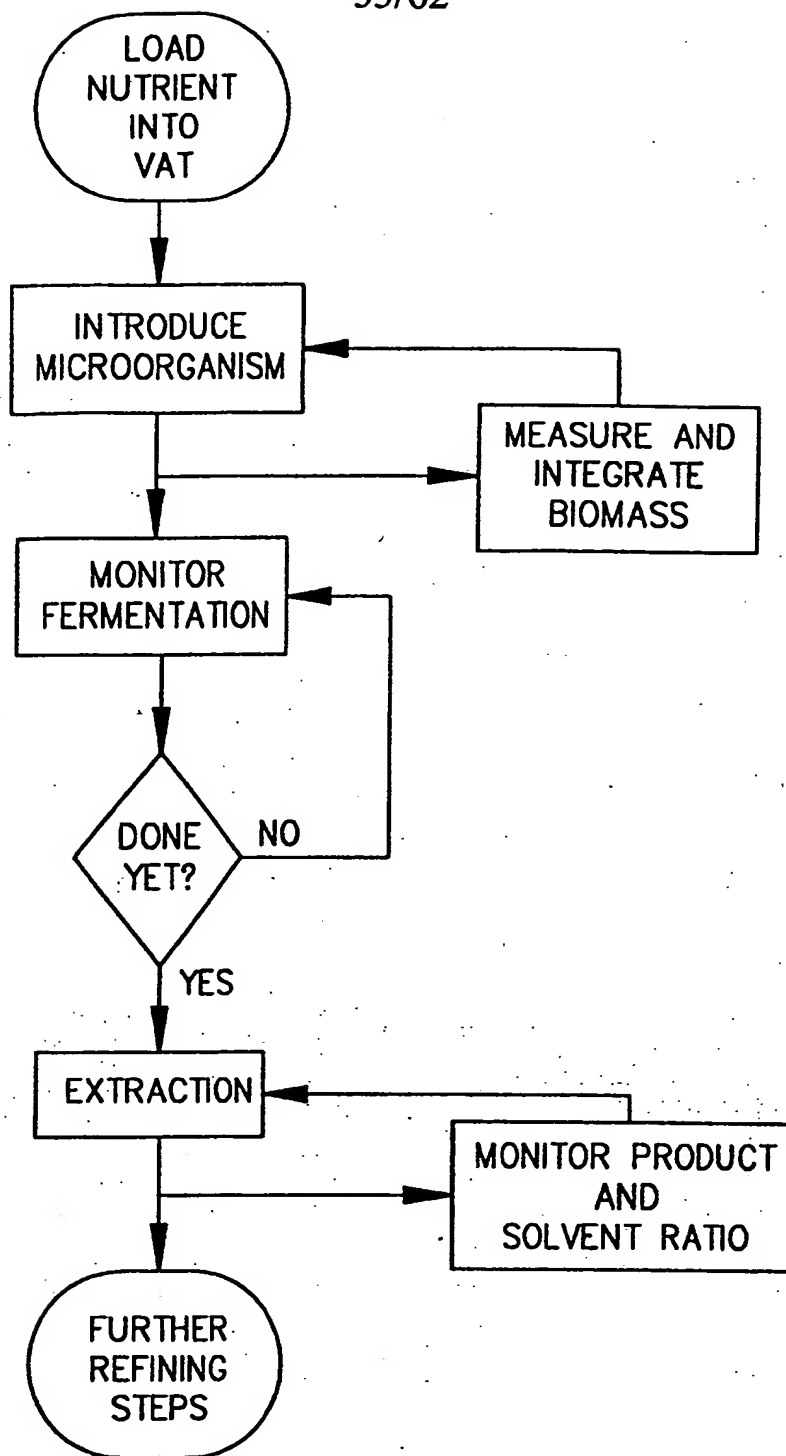 LOAD
NUTRIENT
INTO
VAT
INTRODUCE
MICROORGANISM
MEASURE AND
INTEGRATE
BIOMASS
MONITOR
FERMENTATION
DONE
YET?
NO
YES
EXTRACTION
MONITOR PRODUCT
AND
SOLVENT RATIO
FURTHER
REFINING
STEPS